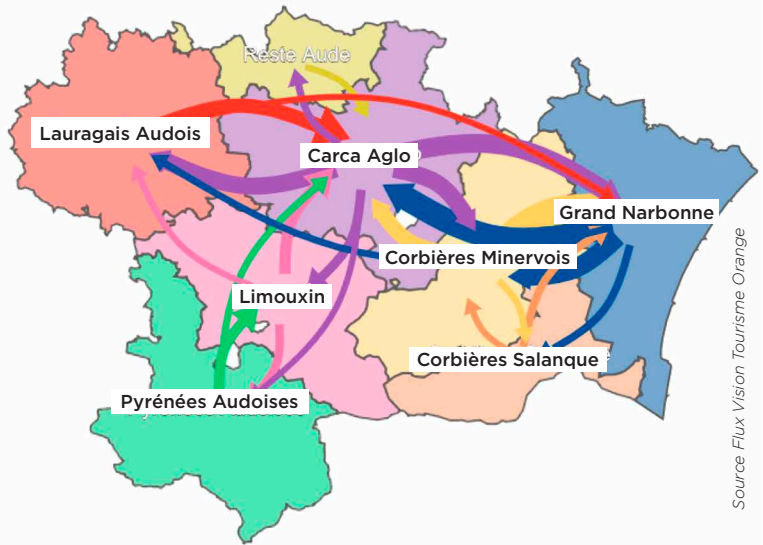 Reste Aude
Lauragais Audois
Carca Aglo
Grand Narbonne
Corbières Minervois
Limouxin
Corbières Salanque
Pyrénées Audoises
Source Flux Vision Tourisme Orange